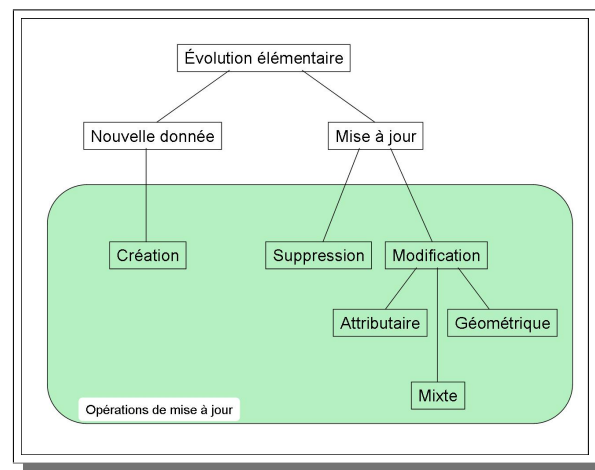 Évolution élémentaire
Nouvelle donnée
Mise à jour
Création
Suppression
Modification
Attributaire
Géométrique
Mixte
Opérations de mise à jour